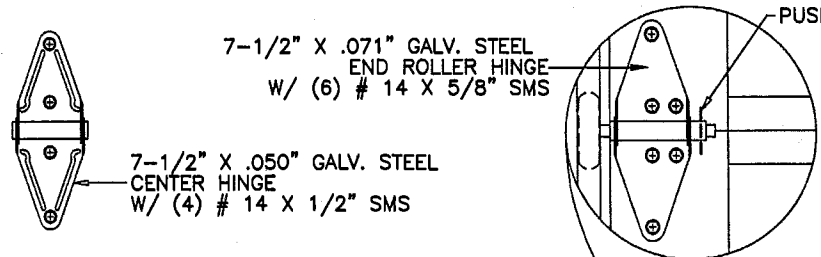 PUS
7-1/2" X .071" GALV. STEEL
END ROLLER HINGE
W/ (6) # 14 X 5/8" SMS
7-1/2" X .050" GALV. STEEL
CENTER HINGE
W/ (4) # 14 X 1/2" SMS